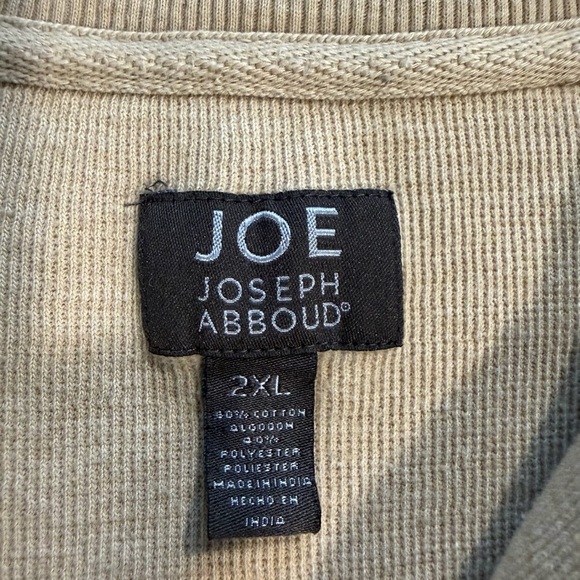 JOE
JOSEPH
ABBOUD®
2XL
60% COTTON
ALGODON
40%
POLYESTER
POLIESTER
MADE IN INDIA
HECHO EN
INDIA